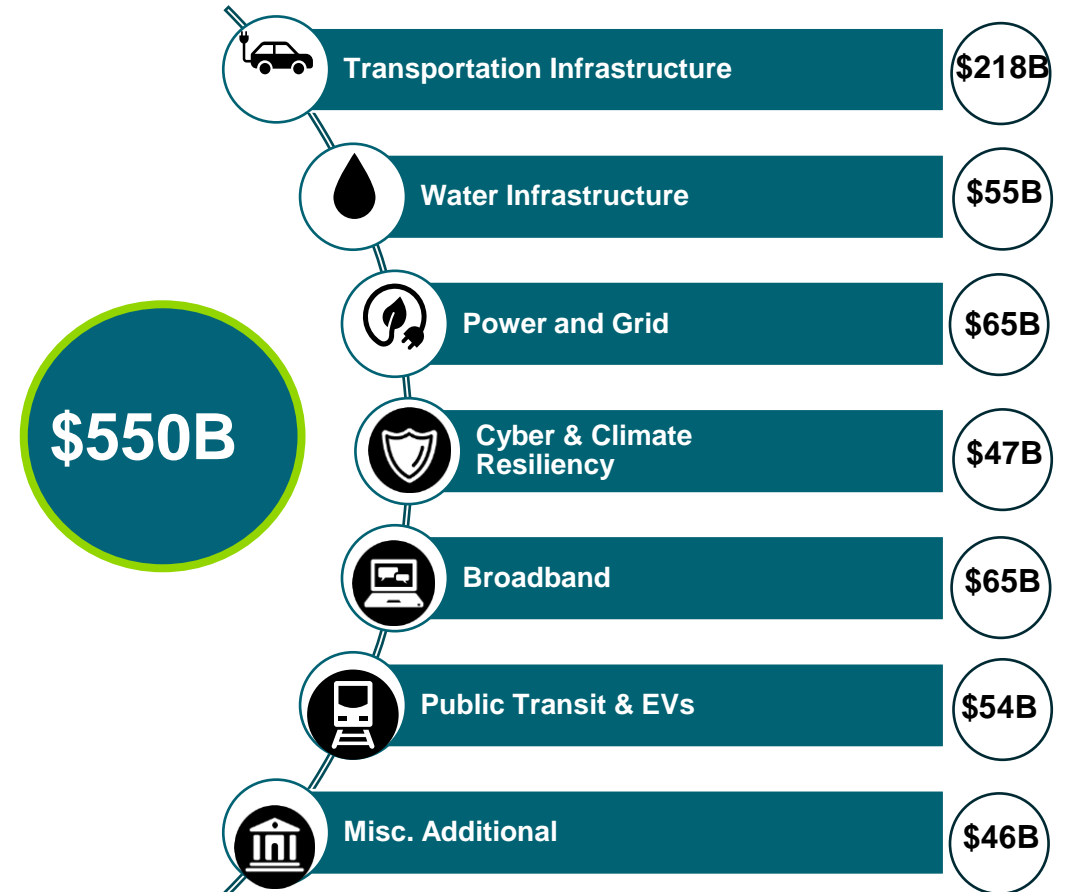 Transportation Infrastructure
$218B
Water Infrastructure
$55B
Power and Grid
$65B
$550B
Cyber & Climate
Resiliency
$47B
Broadband
$65B
Public Transit & EVs
$54B
Misc. Additional
$46B